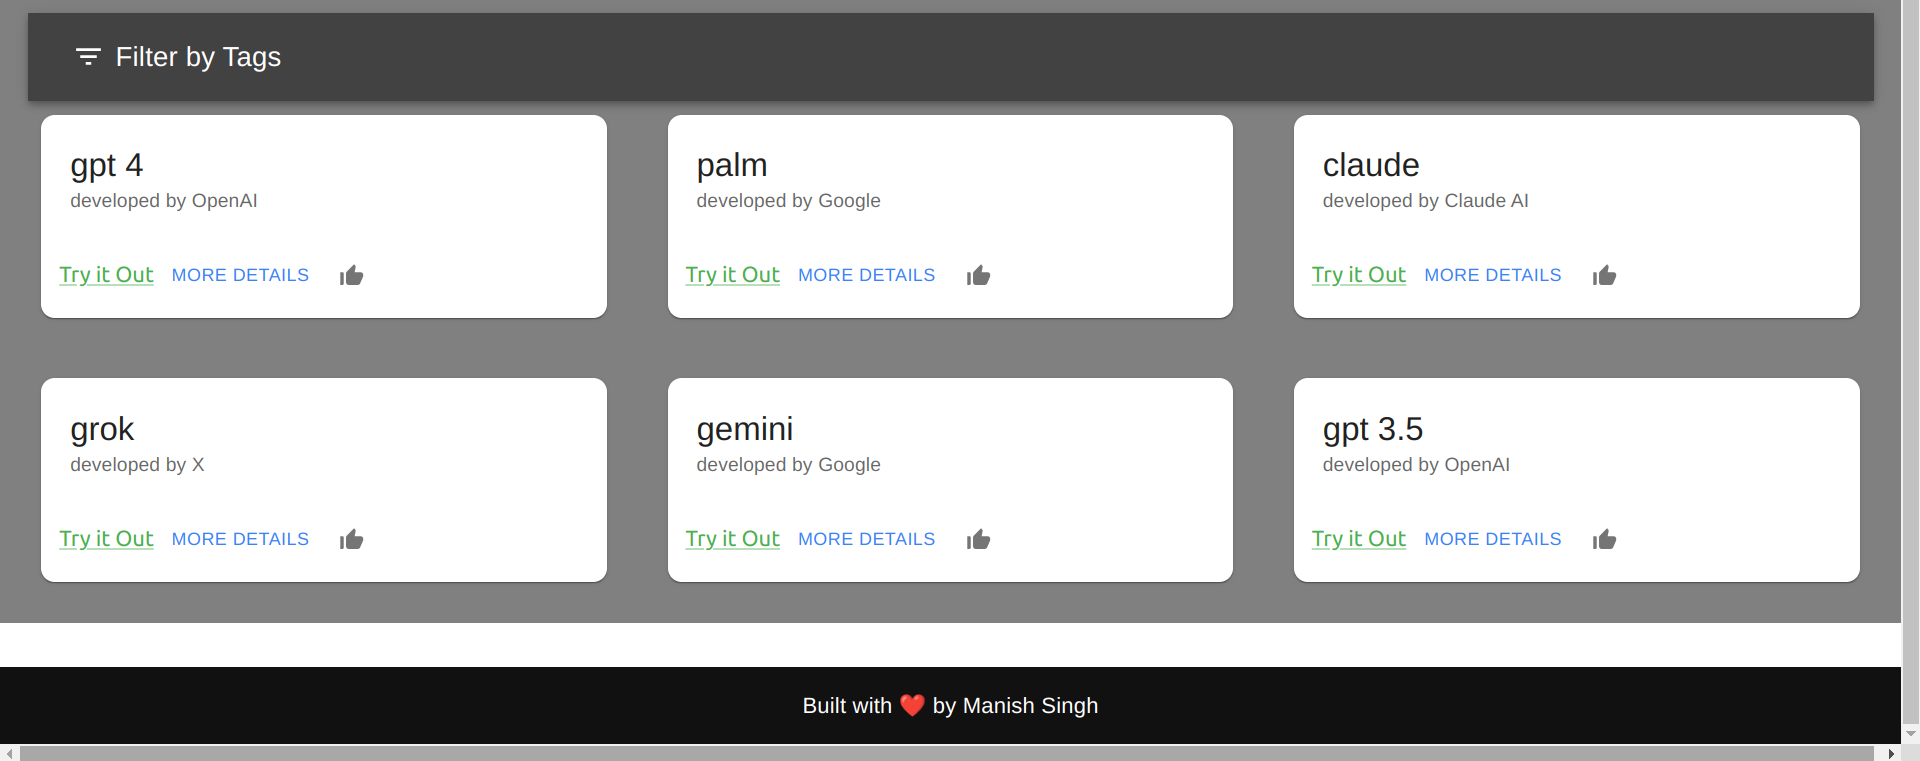 Filter by Tags
gpt 4
developed by OpenAI
Try it Out MORE DETAILS
palm
developed by Google
Try it Out MORE DETAILS
claude
developed by Claude AI
Try it Out MORE DETAILS
grok
developed by X
Try it Out MORE DETAILS
gemini
developed by Google
Try it Out MORE DETAILS
gpt 3.5
developed by OpenAI
Try it Out MORE DETAILS
Built with ❤️ by Manish Singh